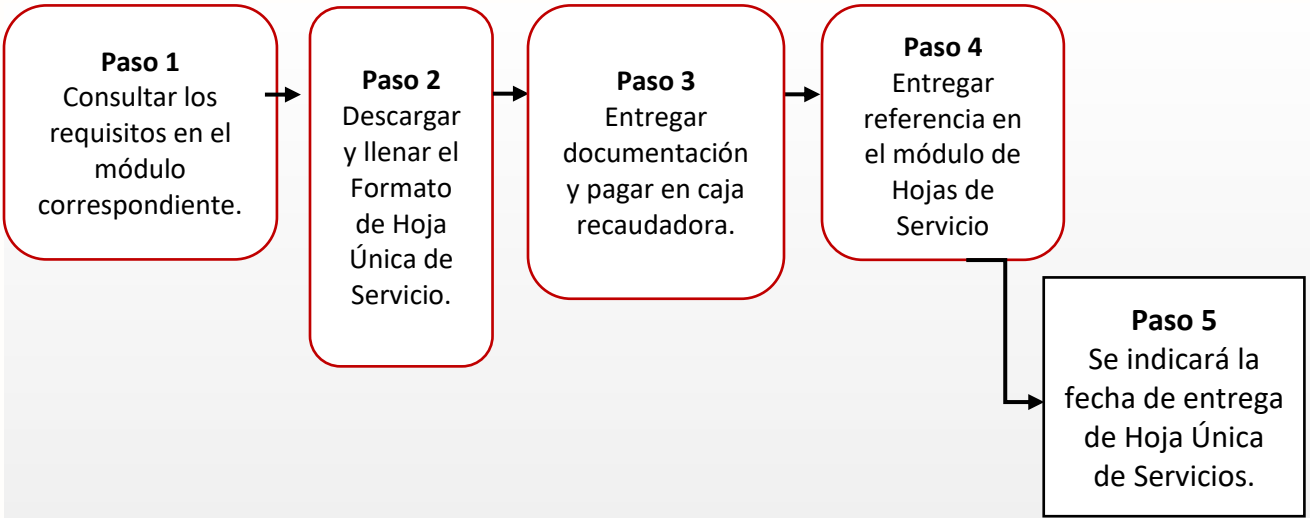 Paso 1
Consultar los
requisitos en el
módulo
correspondiente.
Paso 2
Descargar
y llenar el
Formato
de Hoja
Única de
Servicio.
Paso 3
Entregar
documentación
y pagar en caja
recaudadora.
Paso 4
Entregar
referencia en
el módulo de
Hojas de
Servicio
Paso 5
Se indicará la
fecha de entrega
de Hoja Única
de Servicios.